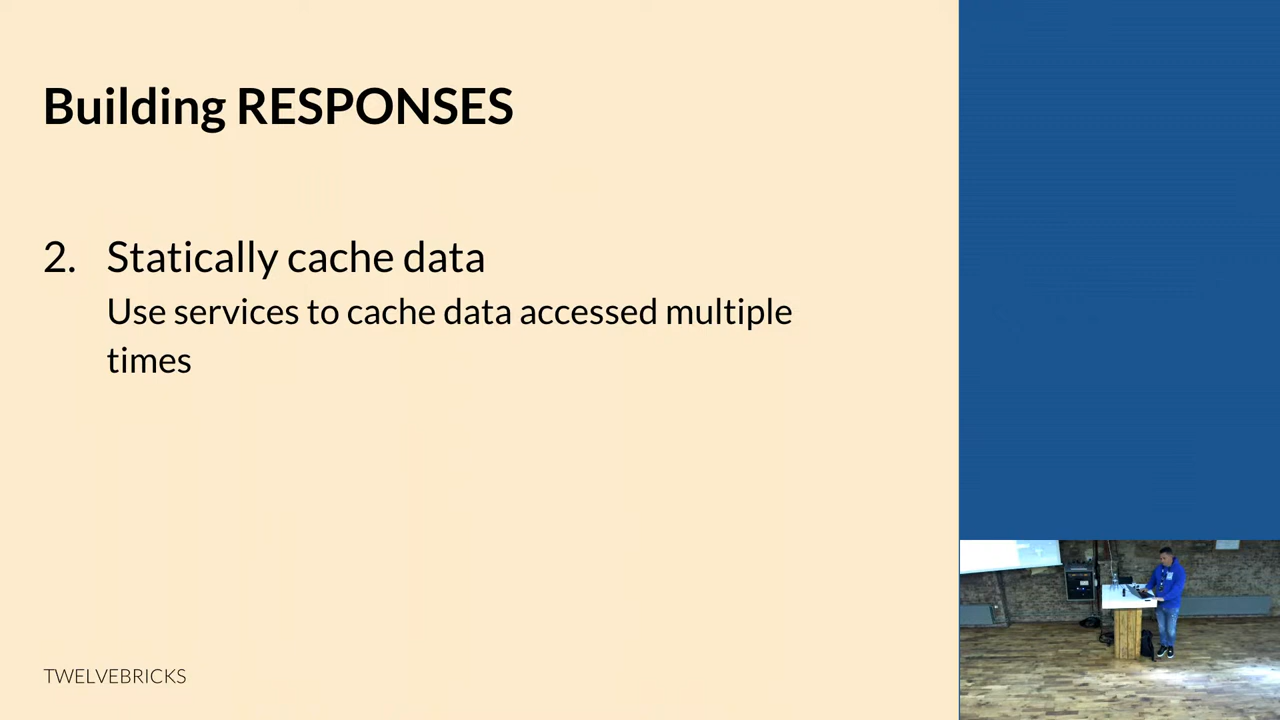 Building RESPONSES
2. Statically cache data
Use services to cache data accessed multiple
times
TWELVEBRICKS